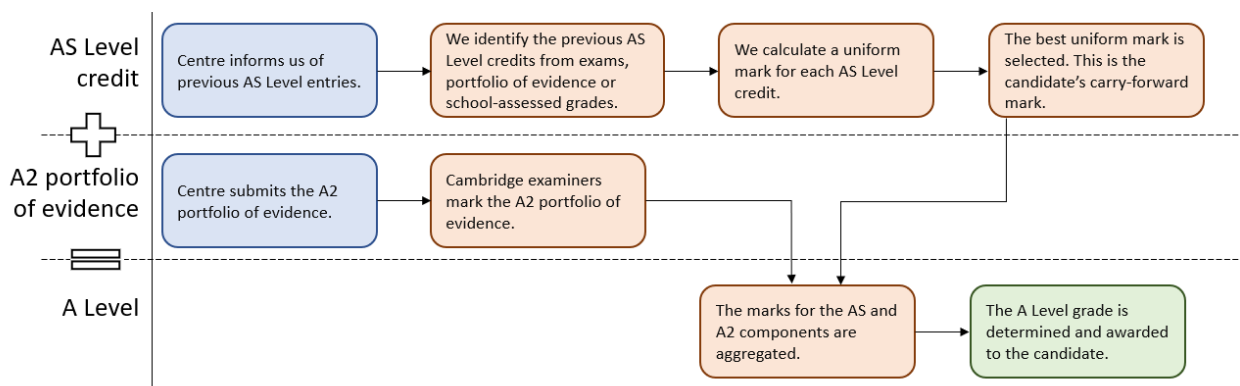 AS Level
credit
Centre informs us of
previous AS Level entries.
We identify the previous AS
Level credits from exams,
portfolio of evidence or
school-assessed grades.
We calculate a uniform
mark for each AS Level
credit.
The best uniform mark is
selected. This is the
candidate’s carry-forward
mark.
A2 portfolio
of evidence
Centre submits the A2
portfolio of evidence.
Cambridge examiners
mark the A2 portfolio of
evidence.
A Level
The marks for the AS and
A2 components are
aggregated.
The A Level grade is
determined and awarded
to the candidate.